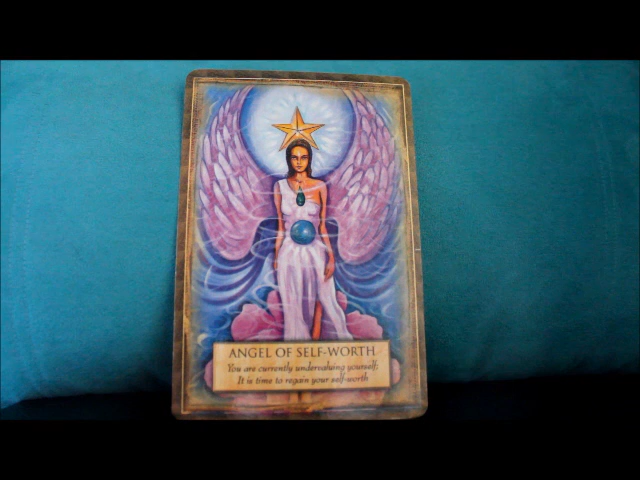 ANGEL OF SELF-WORTH
You are currently undervaluing yourself;
It is time to regain your self-worth